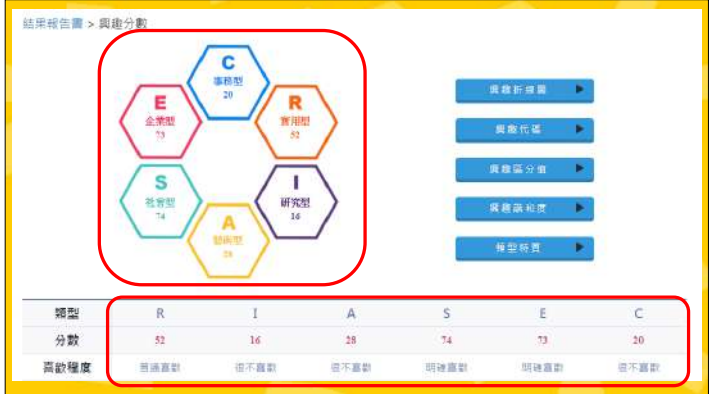 結果報告書 > 興趣分數
C
事務型
20
E
企業型
73
R
實用型
52
S
社會型
74
I
研究型
16
A
藝術型
28
興趣折線圖
興趣代碼
興趣區分值
興趣諧和度
類型特質
類型 R I A S E C
分數 52 16 28 74 73 20
喜歡程度 普通喜歡 很不喜歡 很不喜歡 明確喜歡 明確喜歡 很不喜歡